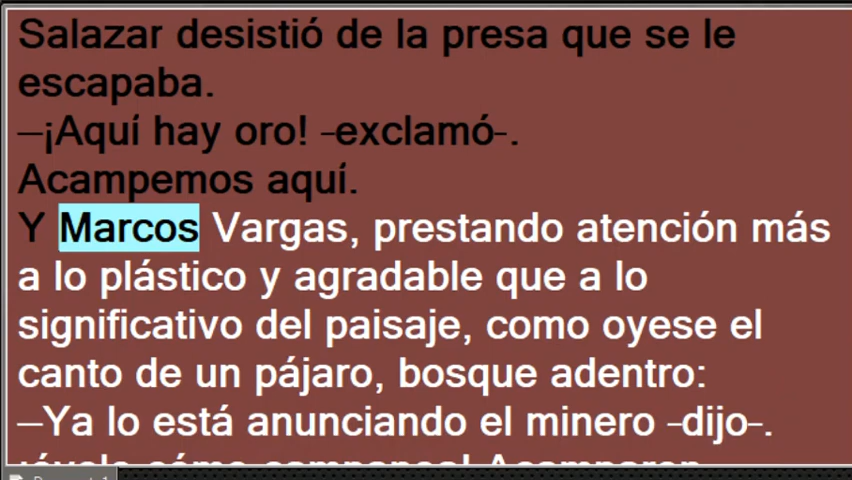 Salazar desistió de la presa que se le
escapaba.
—¡Aquí hay oro! -exclamó-.
Acampemos aquí.
Y Marcos Vargas, prestando atención más
a lo plástico y agradable que a lo
significativo del paisaje, como oyese el
canto de un pájaro, bosque adentro:
—Ya lo está anunciando el minero -dijo-.